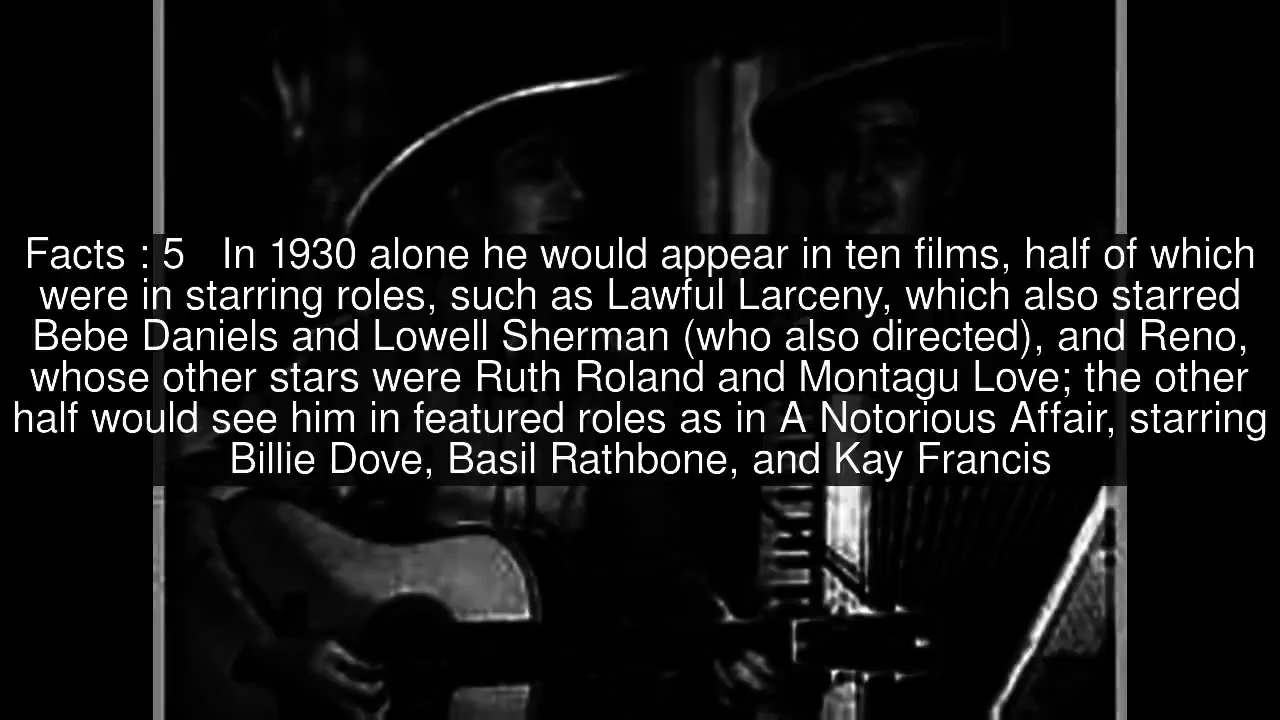 Facts : 5   In 1930 alone he would appear in ten films, half of which
were in starring roles, such as Lawful Larceny, which also starred
Bebe Daniels and Lowell Sherman (who also directed), and Reno,
whose other stars were Ruth Roland and Montagu Love; the other
half would see him in featured roles as in A Notorious Affair, starring
Billie Dove, Basil Rathbone, and Kay Francis